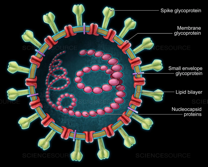 Spike glycoprotein
Membrane
glycoprotein
Small envelope
glycoprotein
Lipid bilayer
Nucleocapsid
proteins